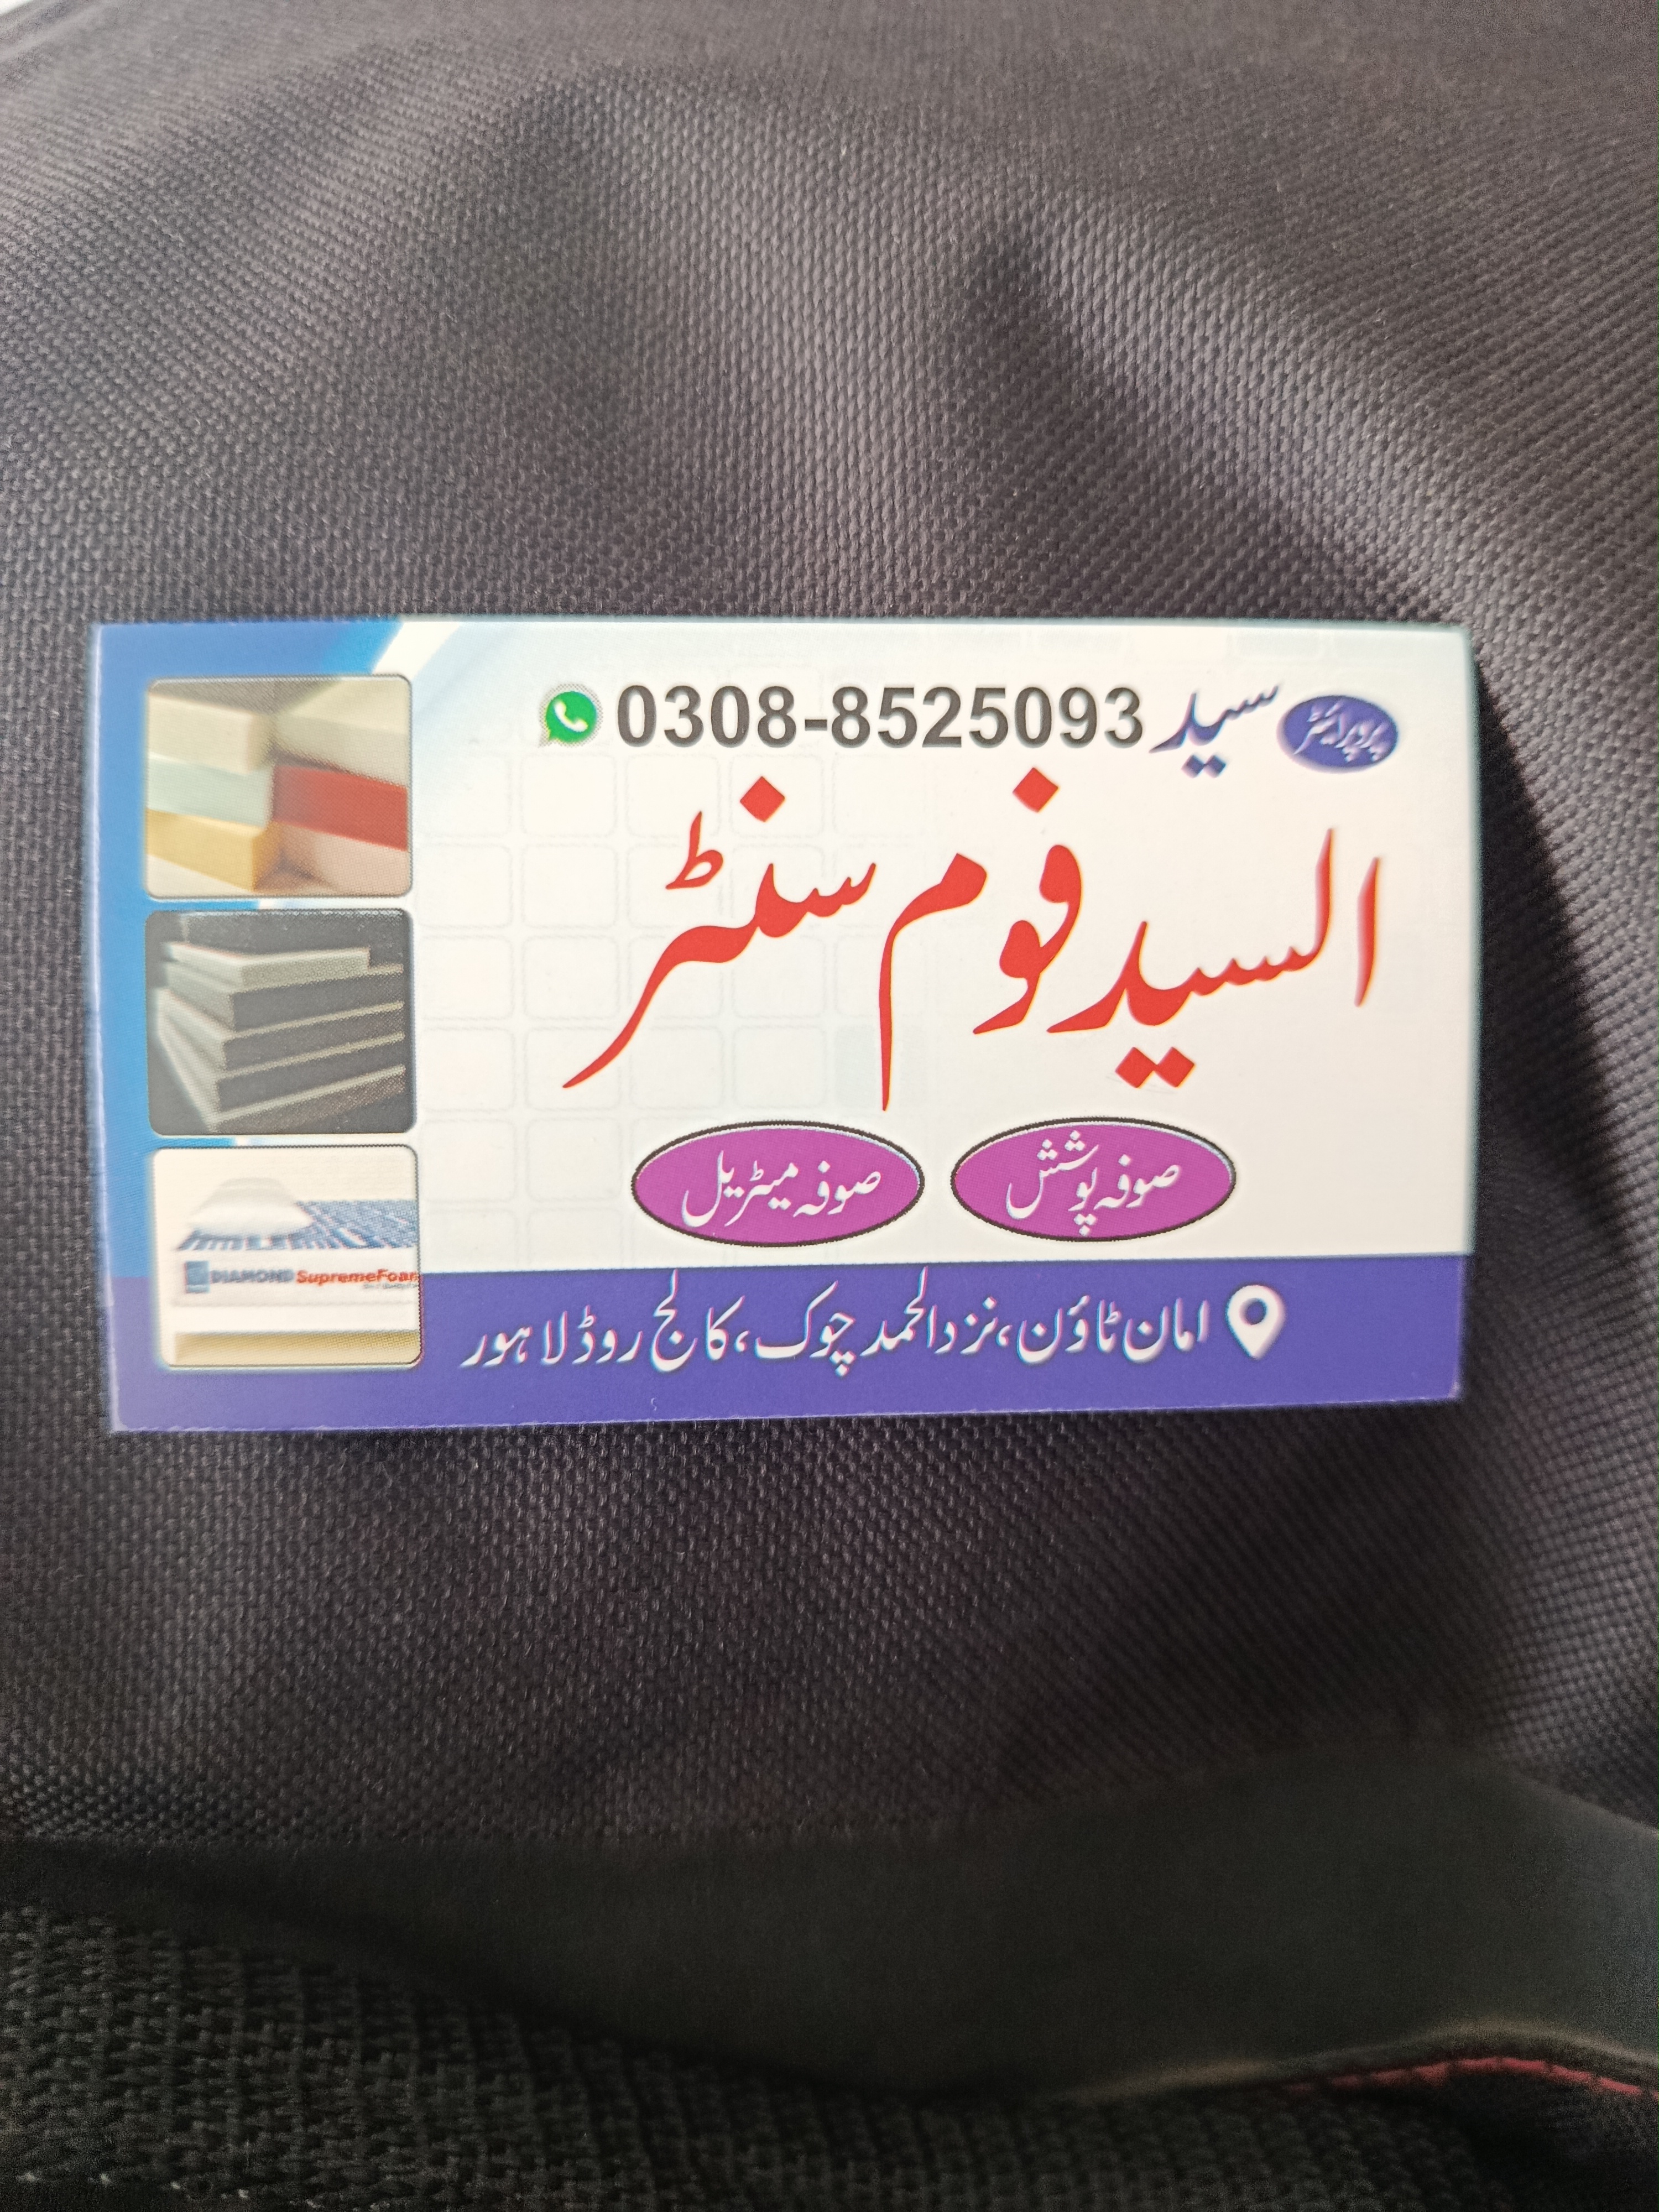 پروپرائٹر سید 0308-8525093
السید فوم سنٹر
صوفہ پوشش
صوفہ میٹریل
DIAMOND SupremeFoam
امان ٹاؤن، نزد الحمد چوک، کالج روڈ لاہور